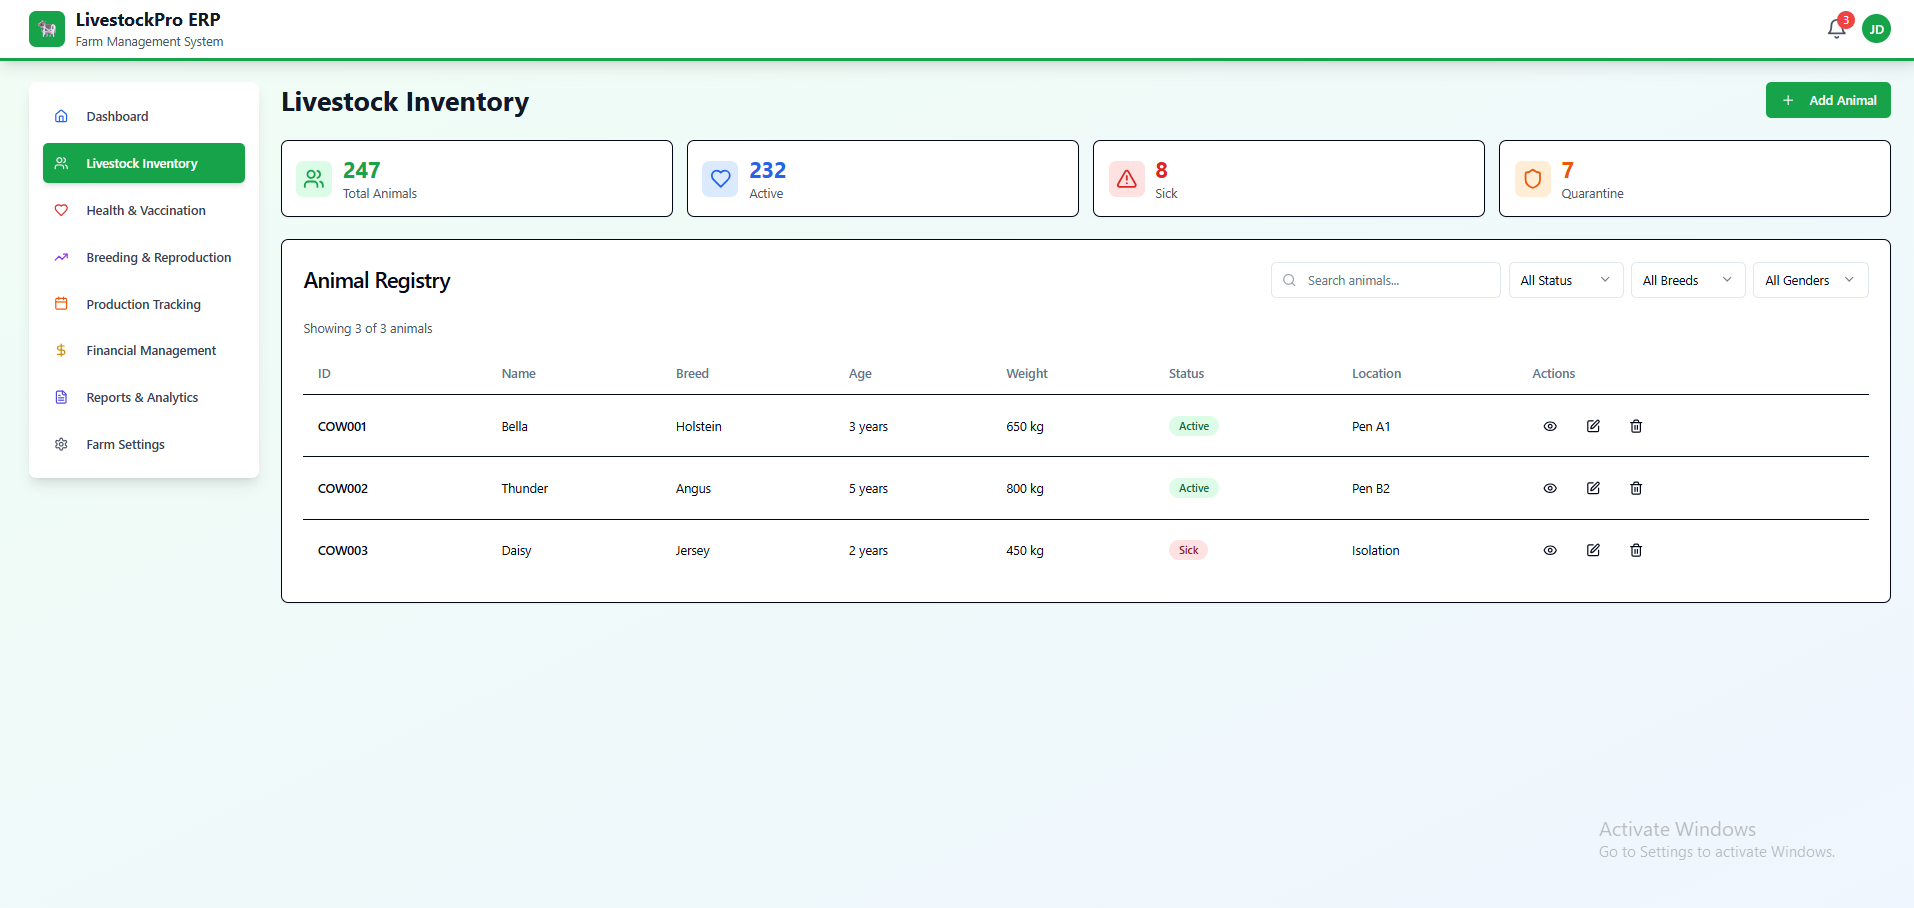 LivestockPro ERP
Farm Management System
3
JD
Dashboard
Livestock Inventory
Health & Vaccination
Breeding & Reproduction
Production Tracking
Financial Management
Reports & Analytics
Farm Settings
Livestock Inventory
Add Animal
247
Total Animals
232
Active
8
Sick
7
Quarantine
Animal Registry
Search animals...
All Status
All Breeds
All Genders
Showing 3 of 3 animals
ID Name Breed Age Weight Status Location Actions
COW001 Bella Holstein 3 years 650 kg Active Pen A1
COW002 Thunder Angus 5 years 800 kg Active Pen B2
COW003 Daisy Jersey 2 years 450 kg Sick Isolation
Activate Windows
Go to Settings to activate Windows.